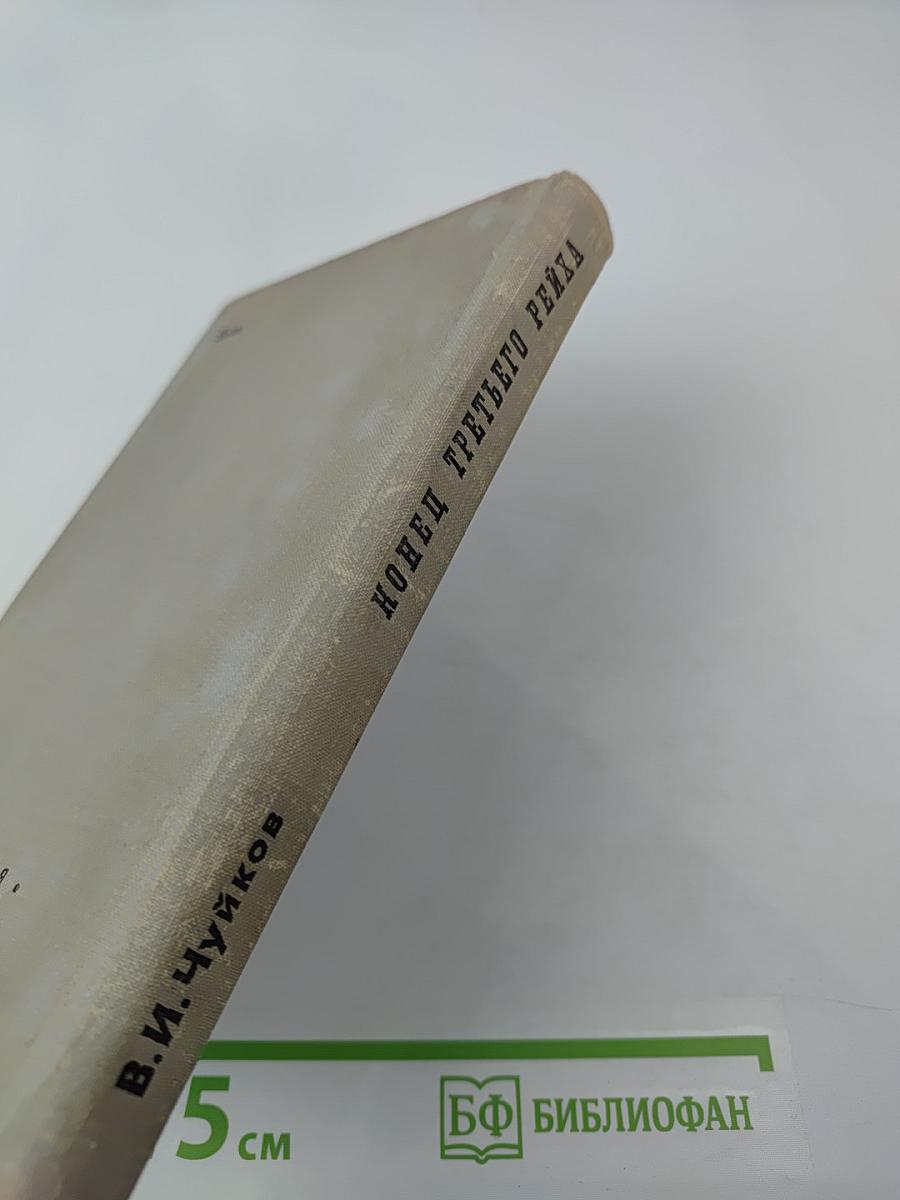 В.И.Чуйков
КОНЕЦ ТРЕТЬЕГО РЕЙХА
5 см
БФ БИБЛИОФАН